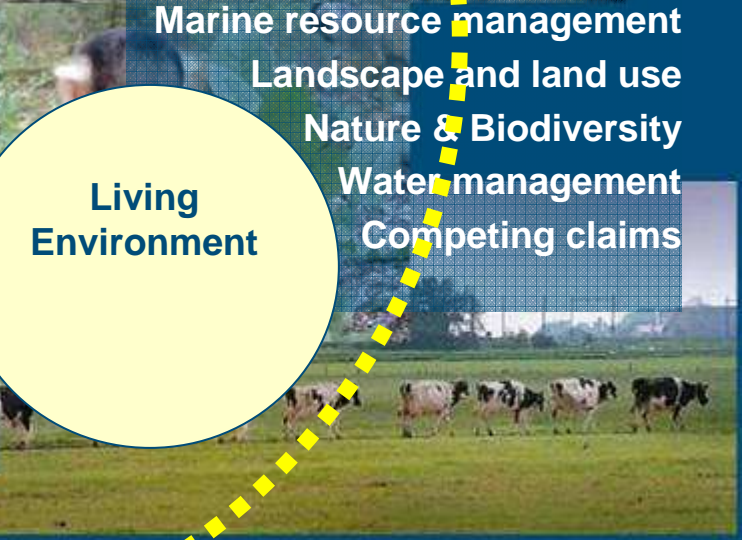 Marine resource management
Landscape and land use
Nature & Biodiversity
Water management
Competing claims
Living
Environment